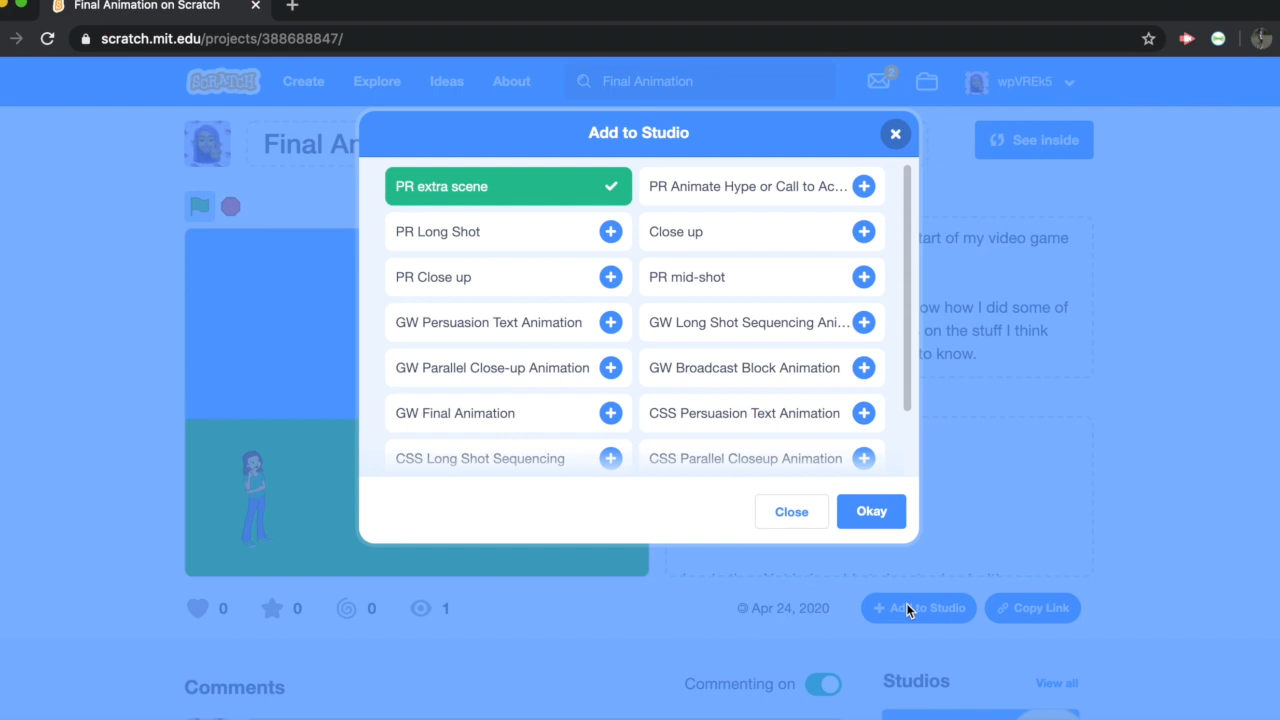 Final Animation on Scratch
scratch.mit.edu/projects/388688847/
SCRATCH
Create
Explore
Ideas
About
Final Animation
2
wpVREk5
Final An
See inside
Add to Studio
PR extra scene
PR Animate Hype or Call to Ac...
PR Long Shot
Close up
PR Close up
PR mid-shot
GW Persuasion Text Animation
GW Long Shot Sequencing Ani...
GW Parallel Close-up Animation
GW Broadcast Block Animation
GW Final Animation
CSS Persuasion Text Animation
CSS Long Shot Sequencing
CSS Parallel Closeup Animation
Close
Okay
tart of my video game
ow how I did some of
on the stuff I think
to know.
0
0
0
1
© Apr 24, 2020
Add to Studio
Copy Link
Comments
Commenting on
Studios
View all